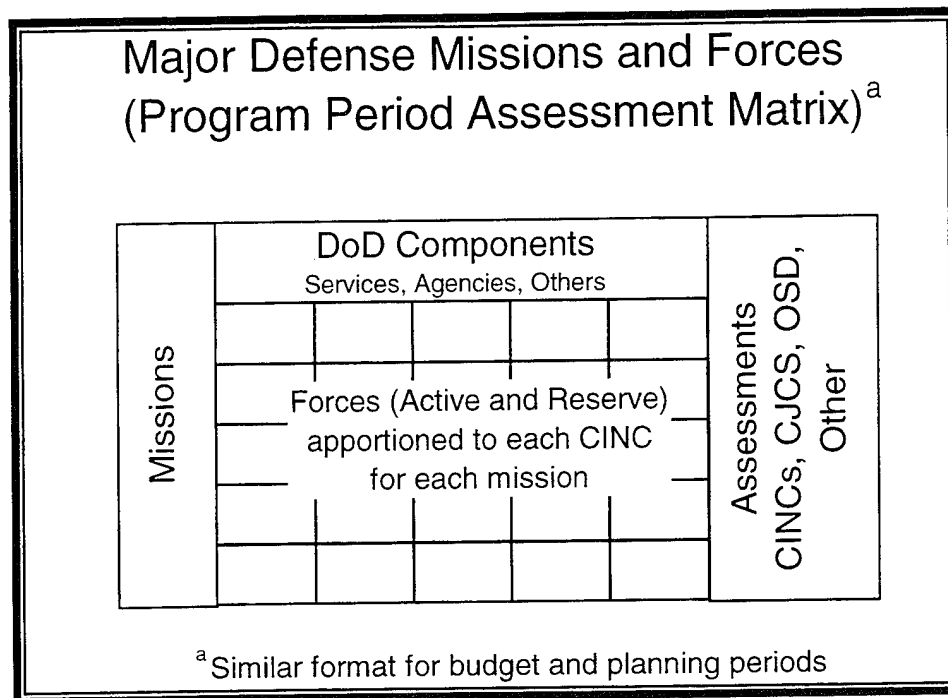 Major Defense Missions and Forces
(Program Period Assessment Matrix)a
Missions
DoD Components
Services, Agencies, Others
Forces (Active and Reserve)
apportioned to each CINC
for each mission
Assessments
CINCs, CJCS, OSD,
Other
a Similar format for budget and planning periods